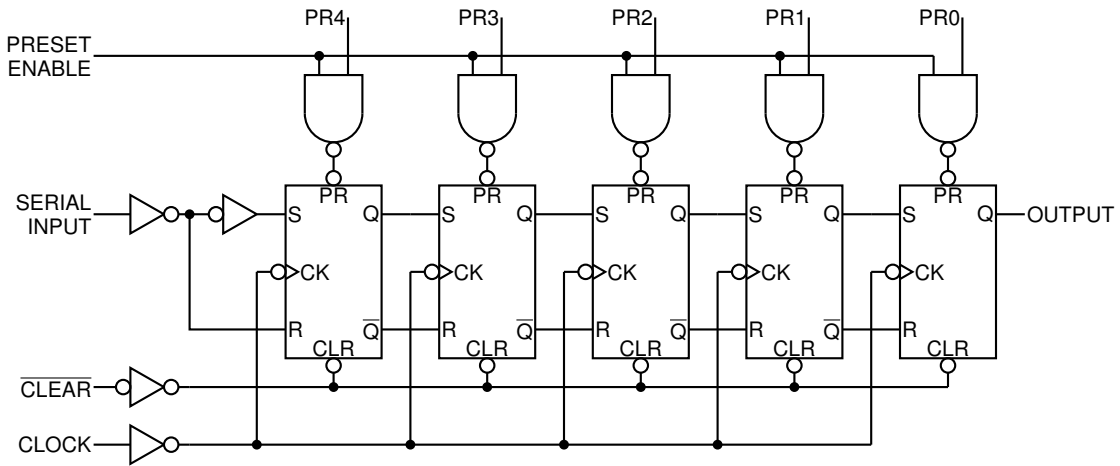 PR4 PR3 PR2 PR1 PR0
PRESET
ENABLE
PR PR PR PR PR
SERIAL
INPUT
S Q S Q S Q S Q S Q OUTPUT
CK CK CK CK CK
R Q̅ R Q̅ R Q̅ R Q̅ R
CLR CLR CLR CLR CLR
C̅L̅E̅A̅R̅
CLOCK